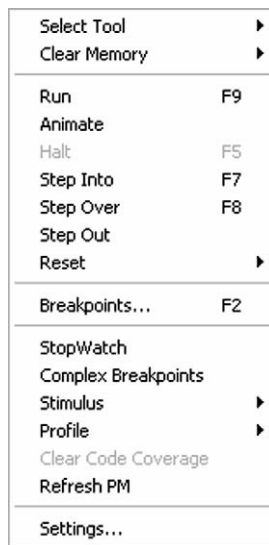 Select Tool
Clear Memory
Run F9
Animate
Halt F5
Step Into F7
Step Over F8
Step Out
Reset
Breakpoints... F2
StopWatch
Complex Breakpoints
Stimulus
Profile
Clear Code Coverage
Refresh PM
Settings...